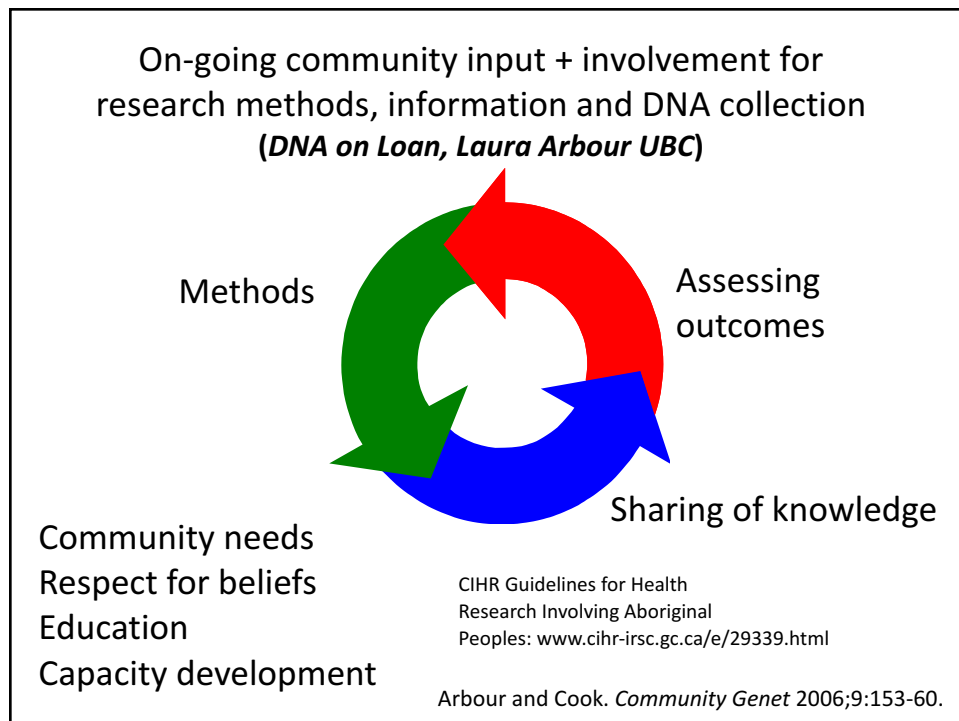 On-going community input + involvement for
research methods, information and DNA collection
(DNA on Loan, Laura Arbour UBC)
Methods
Assessing
outcomes
Sharing of knowledge
Community needs
Respect for beliefs
Education
Capacity development
CIHR Guidelines for Health
Research Involving Aboriginal
Peoples: www.cihr-irsc.gc.ca/e/29339.html
Arbour and Cook. Community Genet 2006;9:153-60.